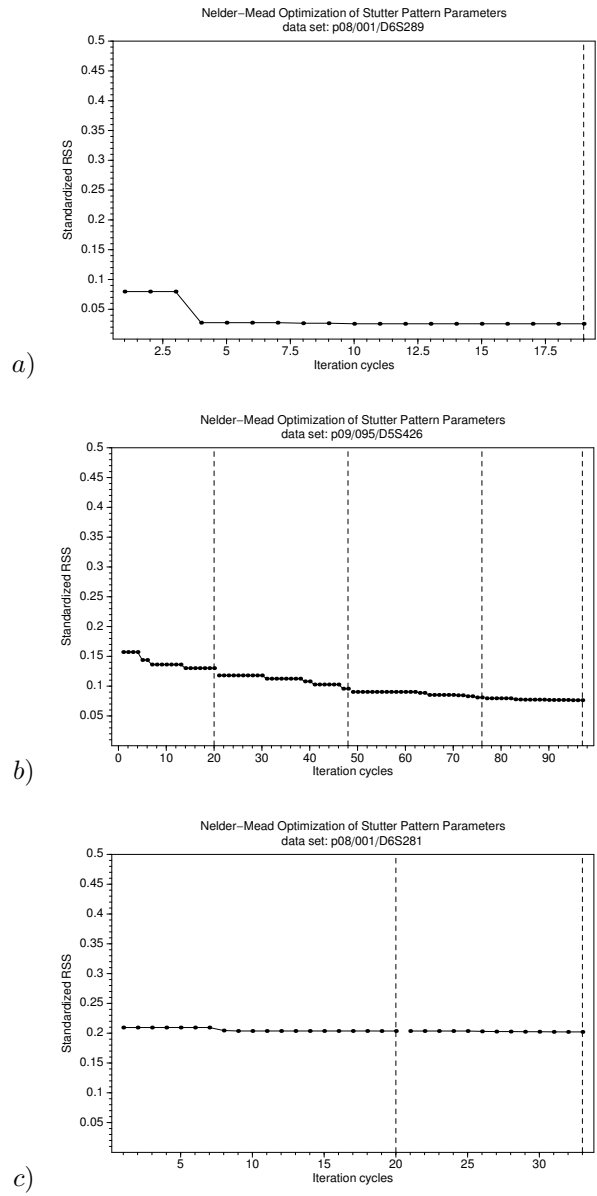 Nelder−Mead Optimization of Stutter Pattern Parameters
data set: p08/001/D6S289
0.5
0.45
0.4
0.35
0.3
0.25
0.2
0.15
0.1
0.05
Standardized RSS
2.5 5 7.5 10 12.5 15 17.5
Iteration cycles
a)
Nelder−Mead Optimization of Stutter Pattern Parameters
data set: p09/095/D5S426
0.5
0.45
0.4
0.35
0.3
0.25
0.2
0.15
0.1
0.05
Standardized RSS
0 10 20 30 40 50 60 70 80 90
Iteration cycles
b)
Nelder−Mead Optimization of Stutter Pattern Parameters
data set: p08/001/D6S281
0.5
0.45
0.4
0.35
0.3
0.25
0.2
0.15
0.1
0.05
Standardized RSS
5 10 15 20 25 30
Iteration cycles
c)